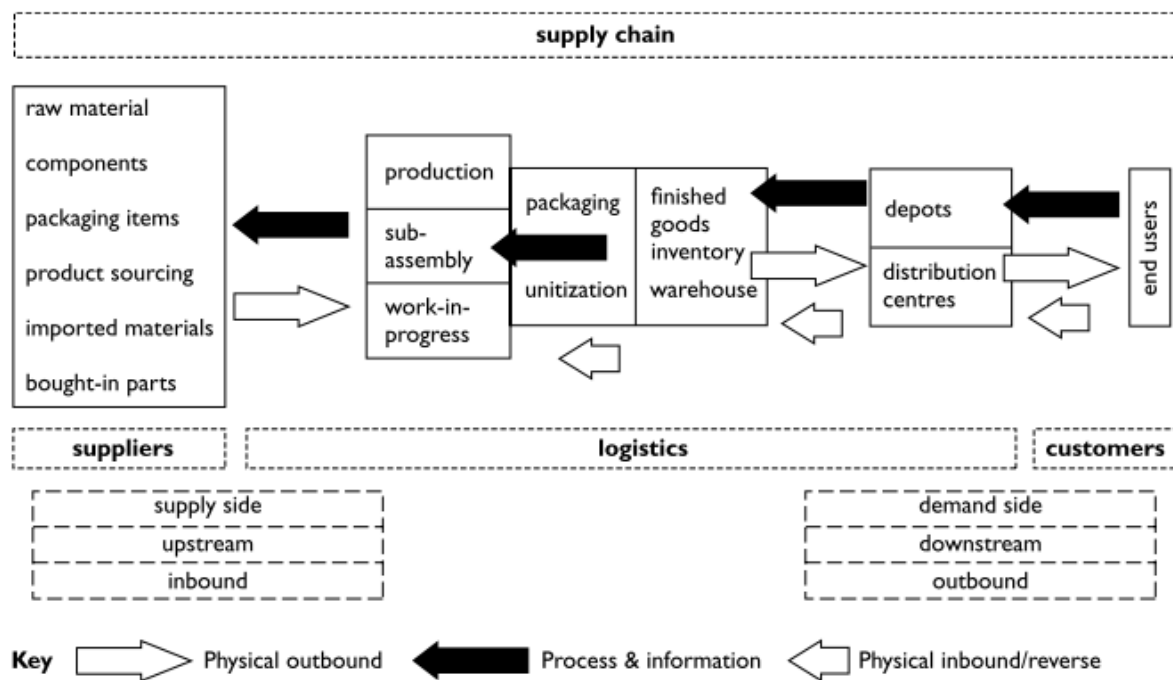 supply chain
raw material
components
packaging items
product sourcing
imported materials
bought-in parts
production
sub-
assembly
work-in-
progress
packaging
unitization
finished
goods
inventory
warehouse
depots
distribution
centres
end users
suppliers
logistics
customers
supply side
upstream
inbound
demand side
downstream
outbound
Key
Physical outbound
Process & information
Physical inbound/reverse